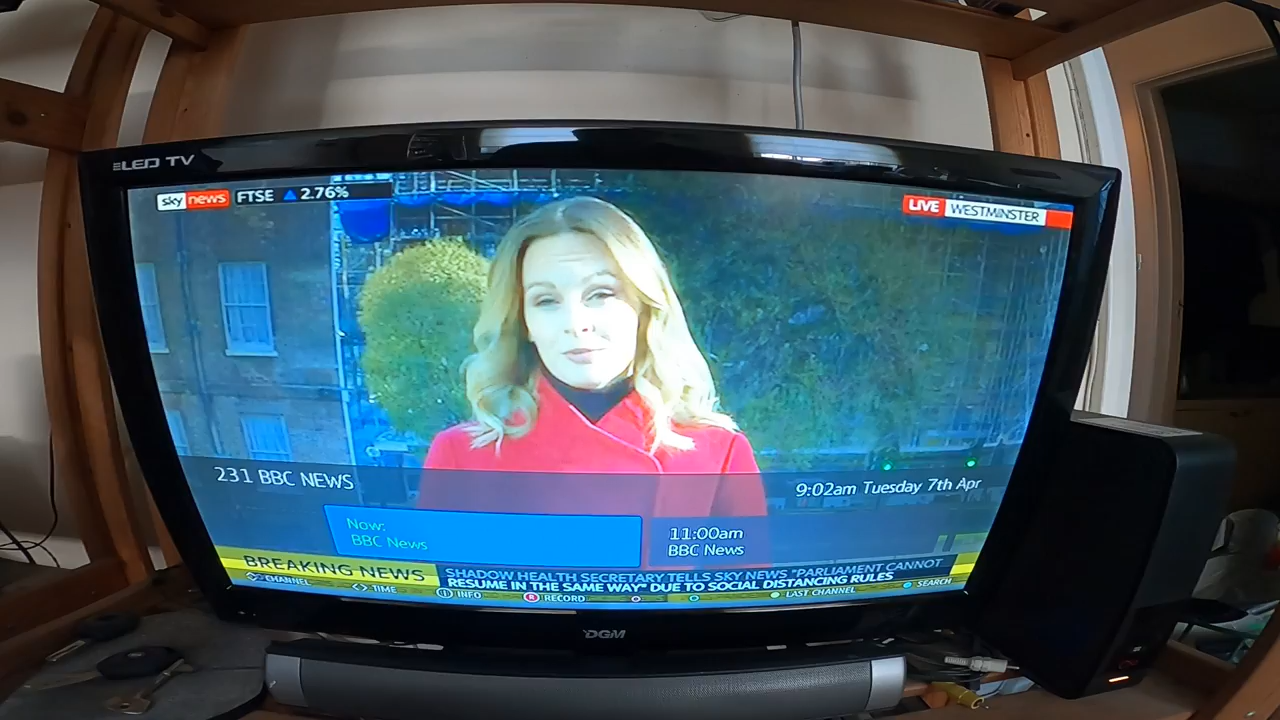 LED TV
sky news FTSE ▲ 2.76%
LIVE WESTMINSTER
231 BBC NEWS
9:02am Tuesday 7th Apr
Now:
BBC News
11:00am
BBC News
BREAKING NEWS
SHADOW HEALTH SECRETARY TELLS SKY NEWS "PARLIAMENT CANNOT
RESUME IN THE SAME WAY" DUE TO SOCIAL DISTANCING RULES
CHANNEL TIME i INFO R RECORD LAST CHANNEL SEARCH
DGM